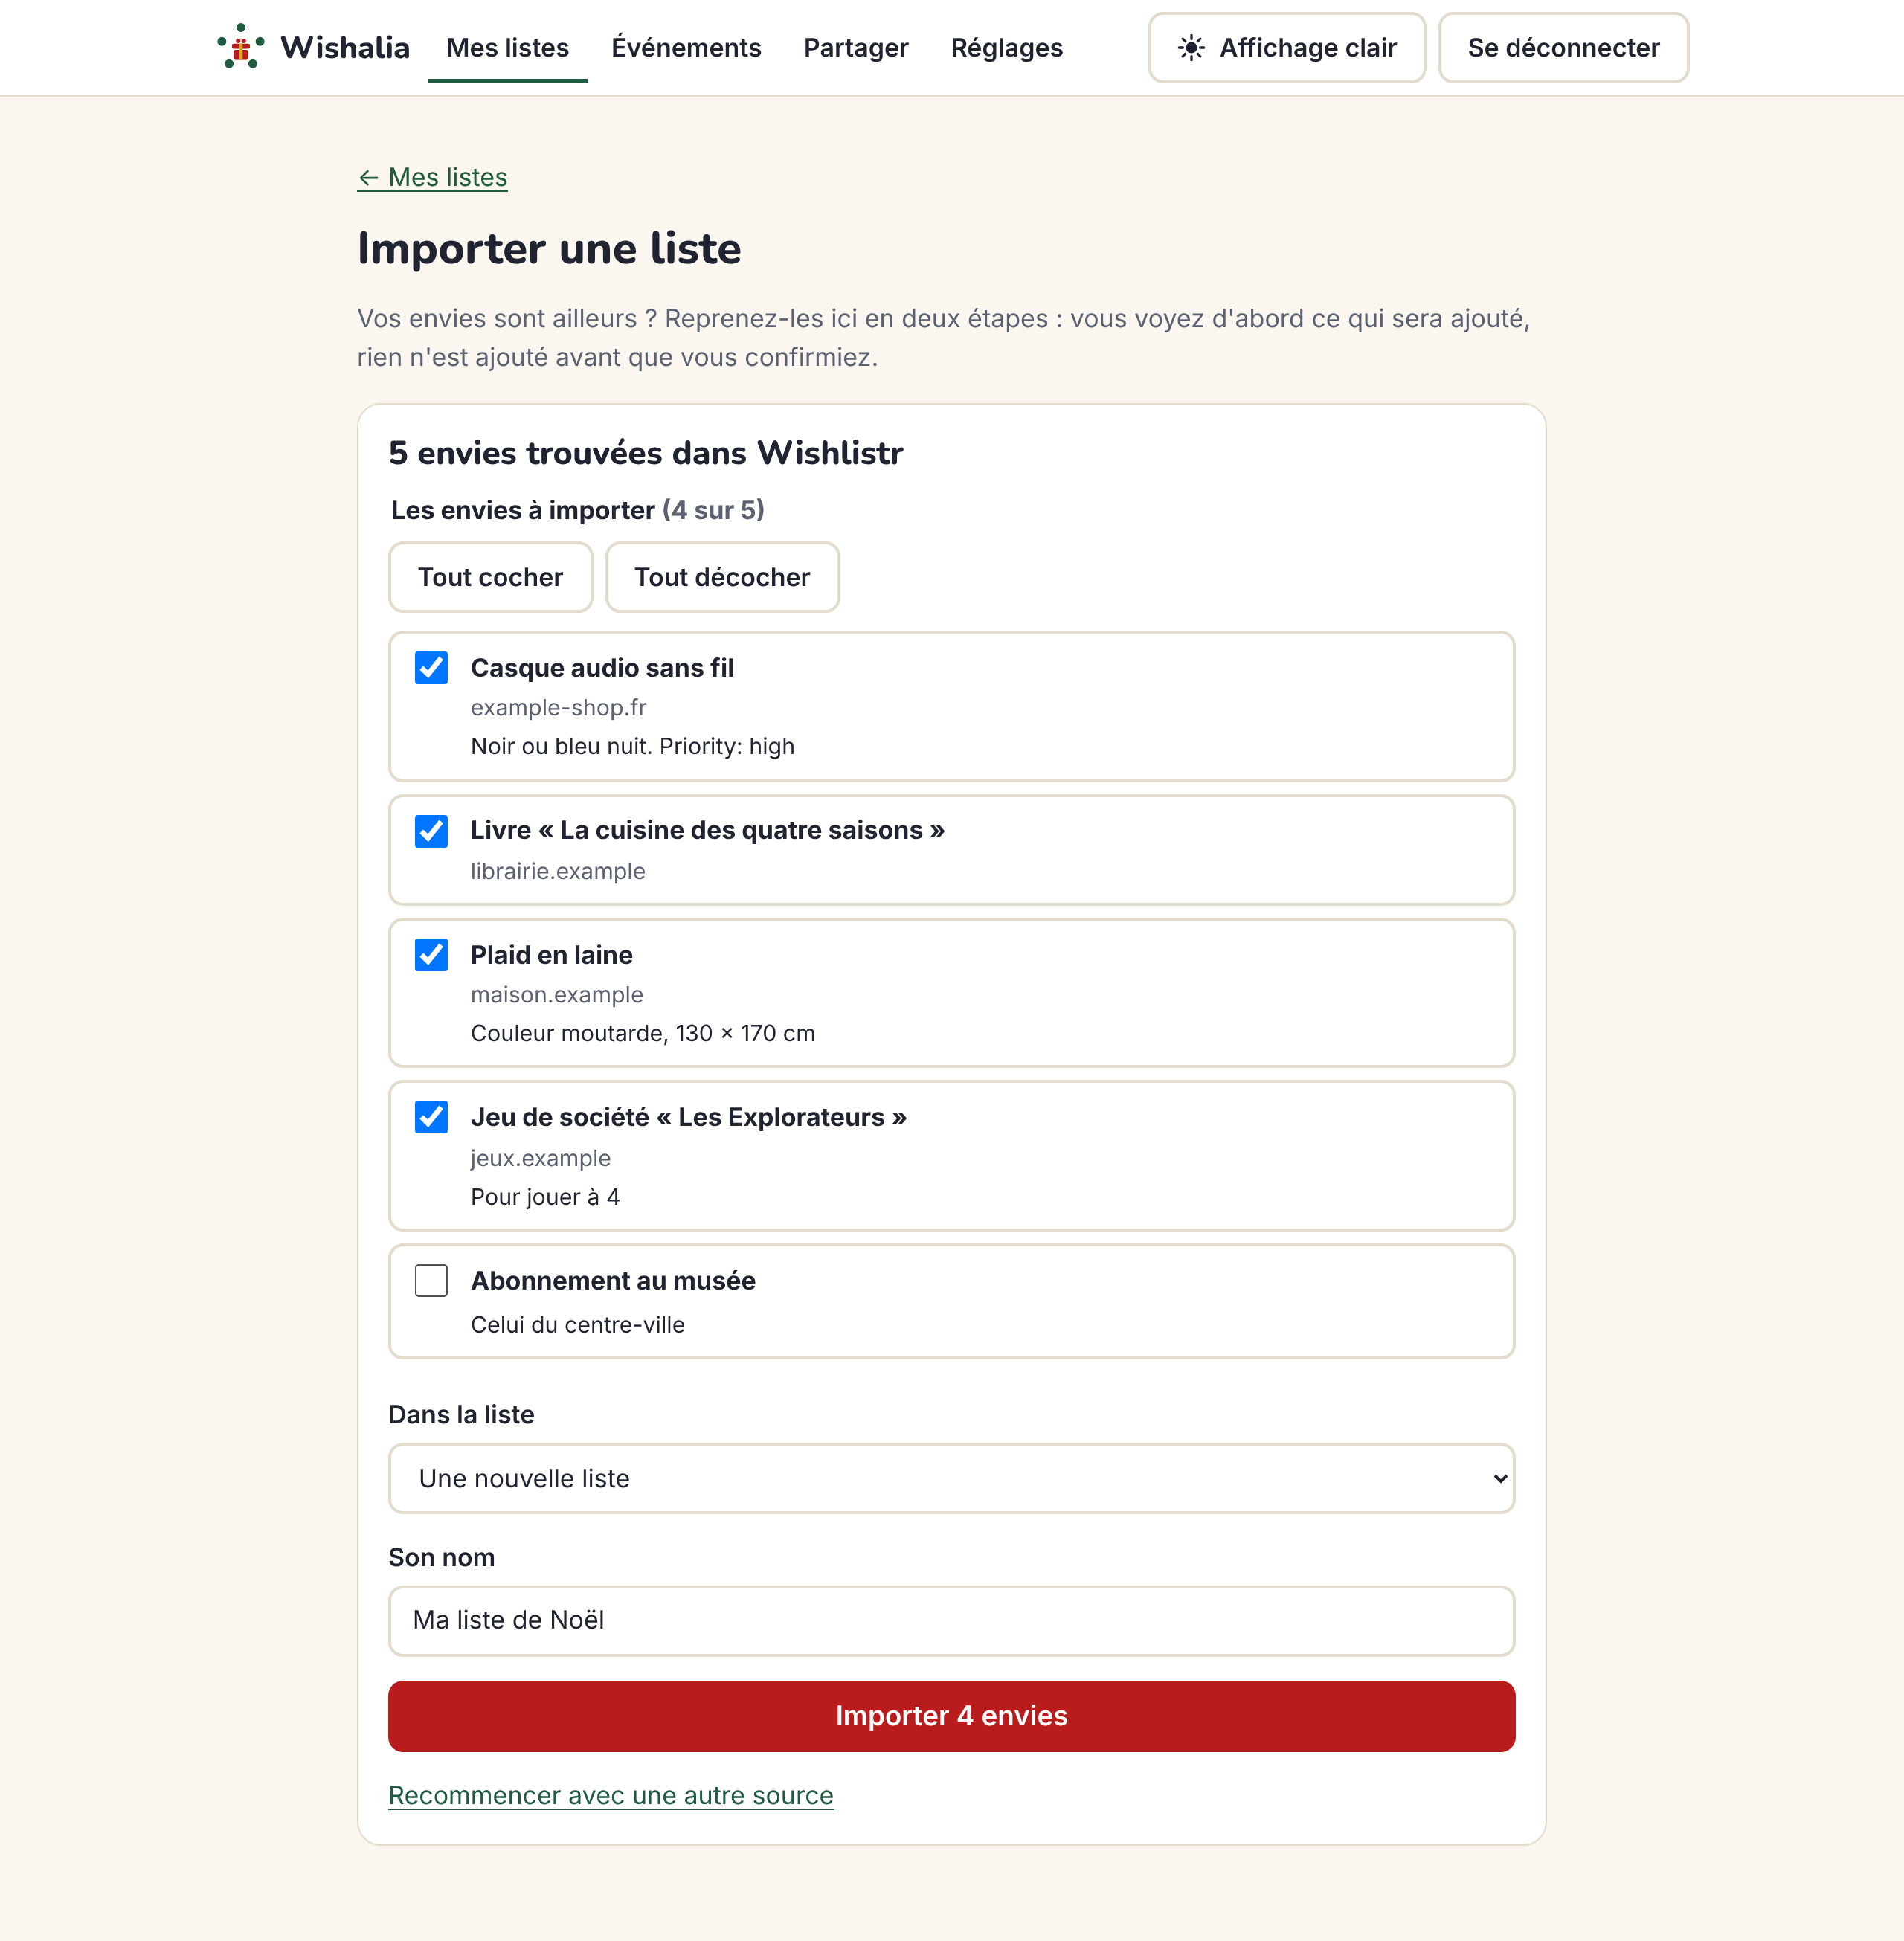 Wishalia
Mes listes
Événements
Partager
Réglages
Affichage clair
Se déconnecter
← Mes listes
Importer une liste
Vos envies sont ailleurs ? Reprenez-les ici en deux étapes : vous voyez d'abord ce qui sera ajouté,
rien n'est ajouté avant que vous confirmiez.
5 envies trouvées dans Wishlistr
Les envies à importer (4 sur 5)
Tout cocher
Tout décocher
Casque audio sans fil
example-shop.fr
Noir ou bleu nuit. Priority: high
Livre « La cuisine des quatre saisons »
librairie.example
Plaid en laine
maison.example
Couleur moutarde, 130 × 170 cm
Jeu de société « Les Explorateurs »
jeux.example
Pour jouer à 4
Abonnement au musée
Celui du centre-ville
Dans la liste
Une nouvelle liste
Son nom
Ma liste de Noël
Importer 4 envies
Recommencer avec une autre source